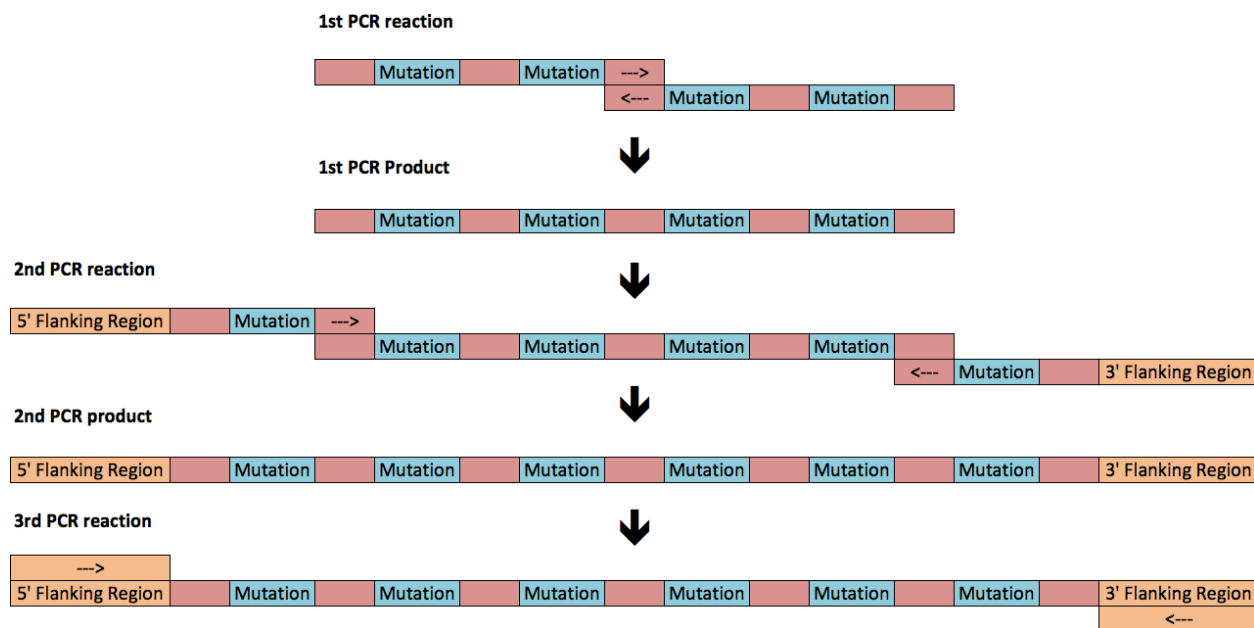 1st PCR reaction
Mutation Mutation --->
<--- Mutation Mutation
1st PCR Product
Mutation Mutation Mutation Mutation
2nd PCR reaction
5' Flanking Region Mutation --->
Mutation Mutation Mutation Mutation
<--- Mutation 3' Flanking Region
2nd PCR product
5' Flanking Region Mutation Mutation Mutation Mutation Mutation Mutation 3' Flanking Region
3rd PCR reaction
--->
5' Flanking Region Mutation Mutation Mutation Mutation Mutation Mutation 3' Flanking Region
<---